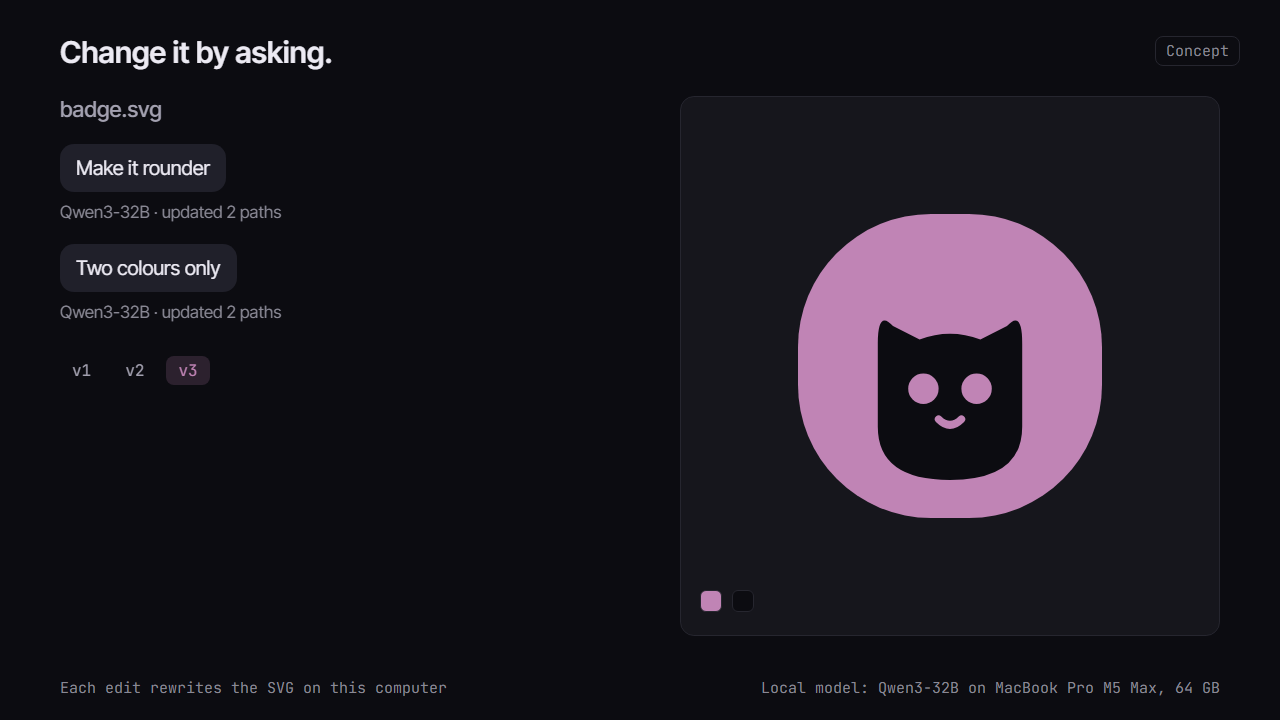 Change it by asking.
Concept
badge.svg
Make it rounder
Qwen3-32B · updated 2 paths
Two colours only
Qwen3-32B · updated 2 paths
v1 v2 v3
Each edit rewrites the SVG on this computer
Local model: Qwen3-32B on MacBook Pro M5 Max, 64 GB